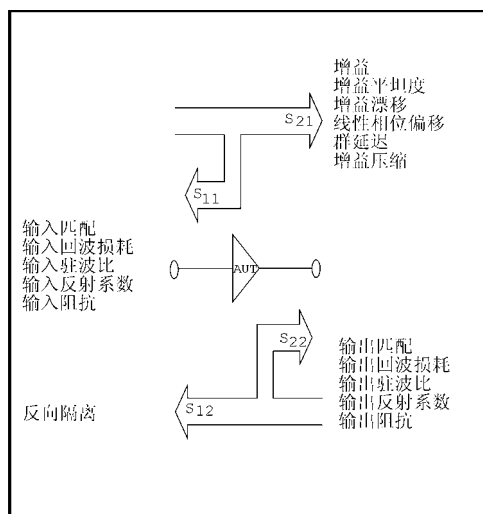 增益
增益平坦度
增益漂移
线性相位偏移
群延迟
增益压缩
S21
S11
输入匹配
输入回波损耗
输入驻波比
输入反射系数
输入阻抗
AUT
S22
输出匹配
输出回波损耗
输出驻波比
输出反射系数
输出阻抗
S12
反向隔离